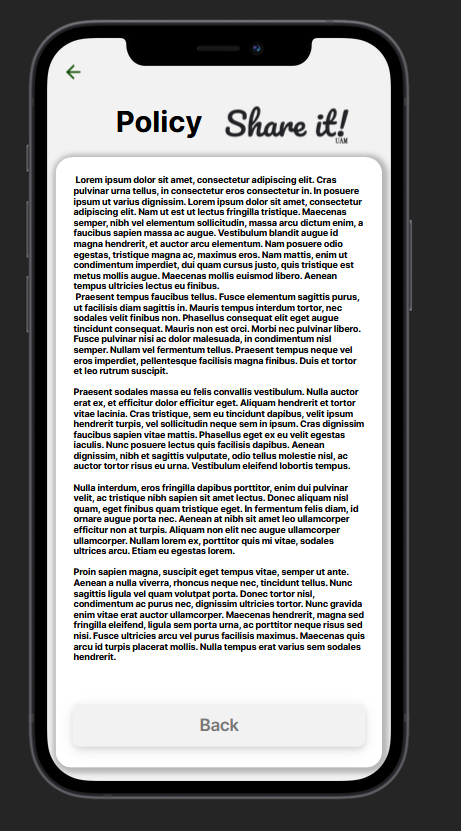 Policy Share it!
UAM
Lorem ipsum dolor sit amet, consectetur adipiscing elit. Cras
pulvinar urna tellus, in consectetur eros consectetur in. In posuere
ipsum ut varius dignissim. Lorem ipsum dolor sit amet, consectetur
adipiscing elit. Nam ut est ut lectus fringilla tristique. Maecenas
semper, nibh vel elementum sollicitudin, massa arcu dictum enim, a
faucibus sapien massa ac augue. Vestibulum blandit augue id
magna hendrerit, et auctor arcu elementum. Nam posuere odio
egestas, tristique magna ac, maximus eros. Nam mattis, enim ut
condimentum imperdiet, dui quam cursus justo, quis tristique est
metus mollis augue. Maecenas mollis euismod libero. Aenean
tempus ultricies lectus eu finibus.
Praesent tempus faucibus tellus. Fusce elementum sagittis purus,
ut facilisis diam sagittis in. Mauris tempus interdum tortor, nec
sodales velit finibus non. Phasellus consequat elit eget augue
tincidunt consequat. Mauris non est orci. Morbi nec pulvinar libero.
Fusce pulvinar nisi ac dolor malesuada, in condimentum nisl
semper. Nullam vel fermentum tellus. Praesent tempus neque vel
eros imperdiet, pellentesque facilisis magna finibus. Duis et tortor
et leo rutrum suscipit.
Praesent sodales massa eu felis convallis vestibulum. Nulla auctor
erat ex, et efficitur dolor efficitur eget. Aliquam hendrerit et tortor
vitae lacinia. Cras tristique, sem eu tincidunt dapibus, velit ipsum
hendrerit turpis, vel sollicitudin neque sem in ipsum. Cras dignissim
faucibus sapien vitae mattis. Phasellus eget ex eu velit egestas
iaculis. Nunc posuere lectus quis facilisis dapibus. Aenean
dignissim, nibh et sagittis vulputate, odio tellus molestie nisl, ac
auctor tortor risus eu urna. Vestibulum eleifend lobortis tempus.
Nulla interdum, eros fringilla dapibus porttitor, enim dui pulvinar
velit, ac tristique nibh sapien sit amet lectus. Donec aliquam nisl
quam, eget finibus quam tristique eget. In fermentum felis diam, id
ornare augue porta nec. Aenean at nibh sit amet leo ullamcorper
efficitur non at turpis. Aliquam non elit nec augue ullamcorper
ullamcorper. Nullam lorem ex, porttitor quis mi vitae, sodales
ultrices arcu. Etiam eu egestas lorem.
Proin sapien magna, suscipit eget tempus vitae, semper ut ante.
Aenean a nulla viverra, rhoncus neque nec, tincidunt tellus. Nunc
sagittis ligula vel quam volutpat porta. Donec tortor nisl,
condimentum ac purus nec, dignissim ultricies tortor. Nunc gravida
enim vitae erat auctor ullamcorper. Maecenas hendrerit, magna sed
fringilla eleifend, ligula sem porta urna, ac porttitor neque risus sed
nisi. Fusce ultricies arcu vel purus facilisis maximus. Maecenas quis
arcu id turpis placerat mollis. Nulla tempus erat varius sem sodales
hendrerit.
Back